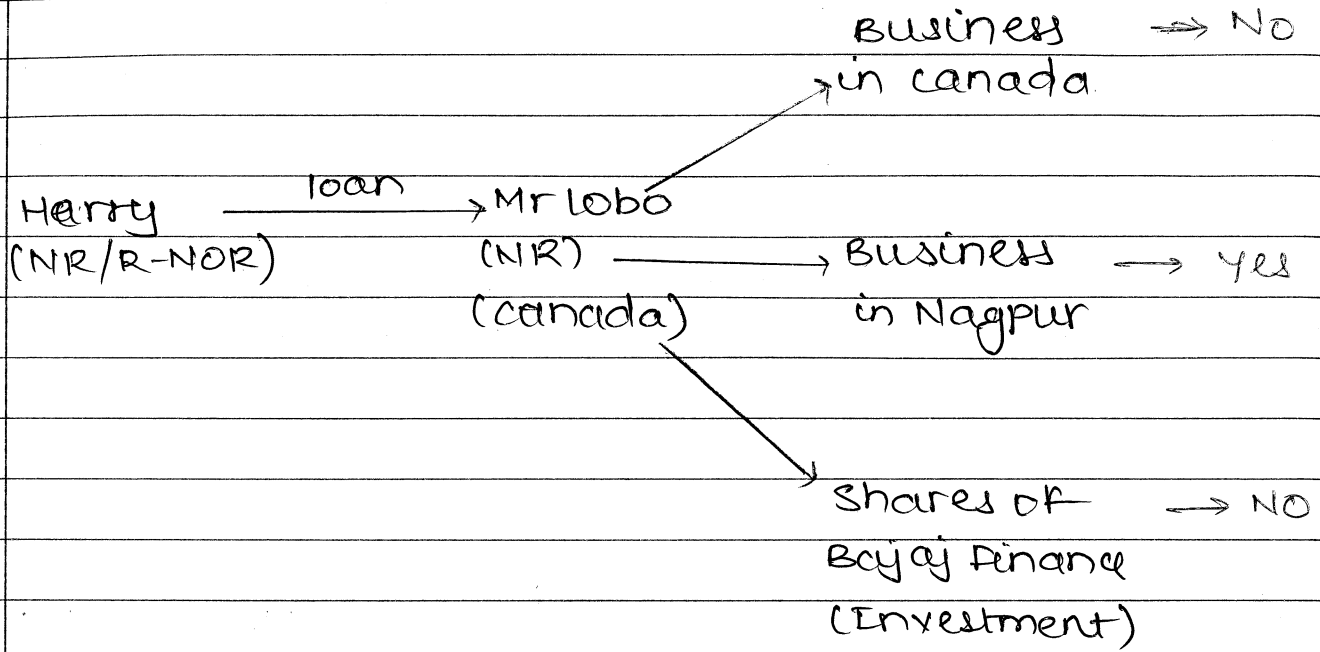 Business → No
in canada
loan
Harry → Mr lobo
(NR/R-NOR) (NR) → Business → Yes
(canada) in Nagpur
Shares of → NO
Bajaj Finance
(Investment)